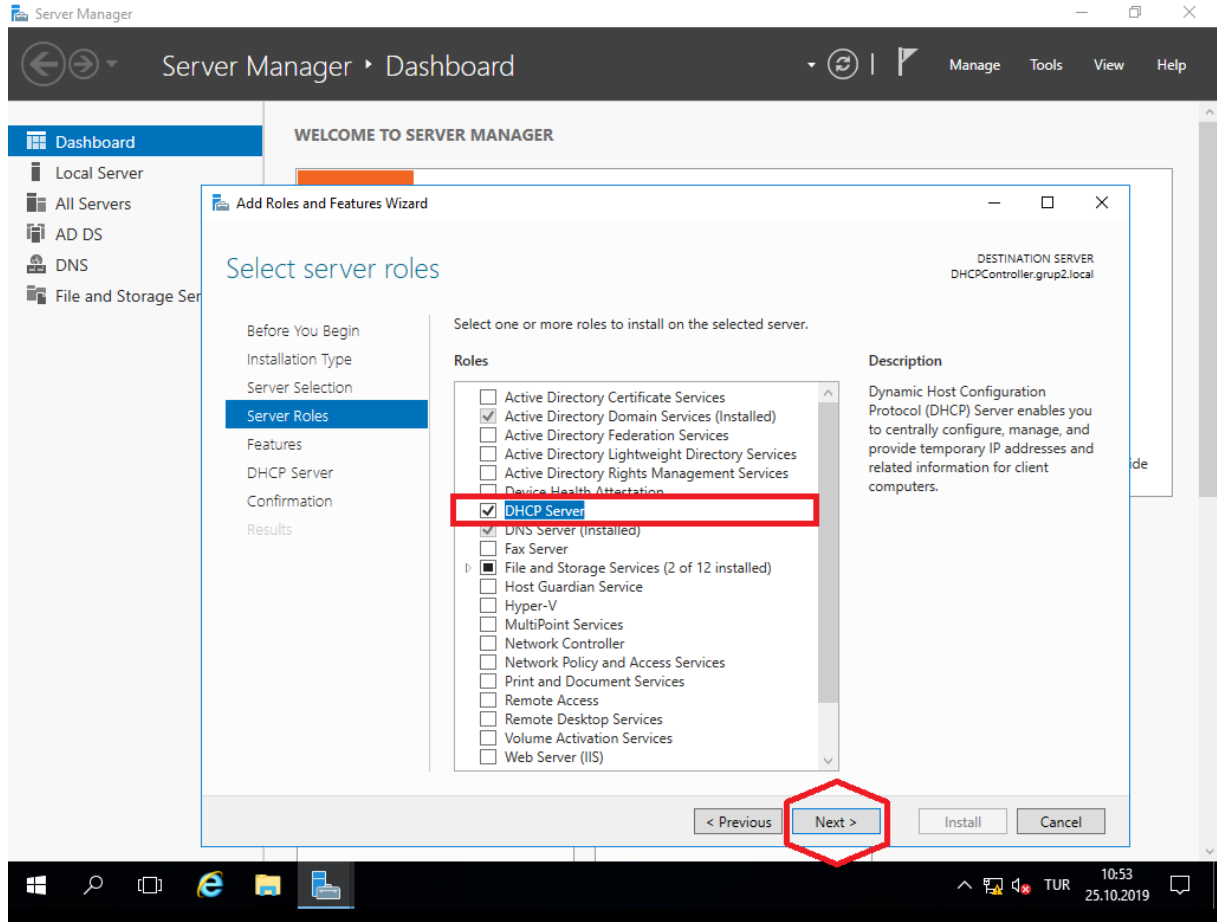 Server Manager
Server Manager ‣ Dashboard
Manage Tools View Help
Dashboard
Local Server
All Servers
AD DS
DNS
File and Storage Ser
WELCOME TO SERVER MANAGER
Add Roles and Features Wizard
Select server roles
DESTINATION SERVER
DHCPController.grup2.local
Before You Begin
Installation Type
Server Selection
Server Roles
Features
DHCP Server
Confirmation
Results
Select one or more roles to install on the selected server.
Roles
Active Directory Certificate Services
Active Directory Domain Services (Installed)
Active Directory Federation Services
Active Directory Lightweight Directory Services
Active Directory Rights Management Services
Device Health Attestation
DHCP Server
DNS Server (Installed)
Fax Server
File and Storage Services (2 of 12 installed)
Host Guardian Service
Hyper-V
MultiPoint Services
Network Controller
Network Policy and Access Services
Print and Document Services
Remote Access
Remote Desktop Services
Volume Activation Services
Web Server (IIS)
Description
Dynamic Host Configuration
Protocol (DHCP) Server enables you
to centrally configure, manage, and
provide temporary IP addresses and
related information for client
computers.
ide
< Previous
Next >
Install
Cancel
TUR
10:53
25.10.2019